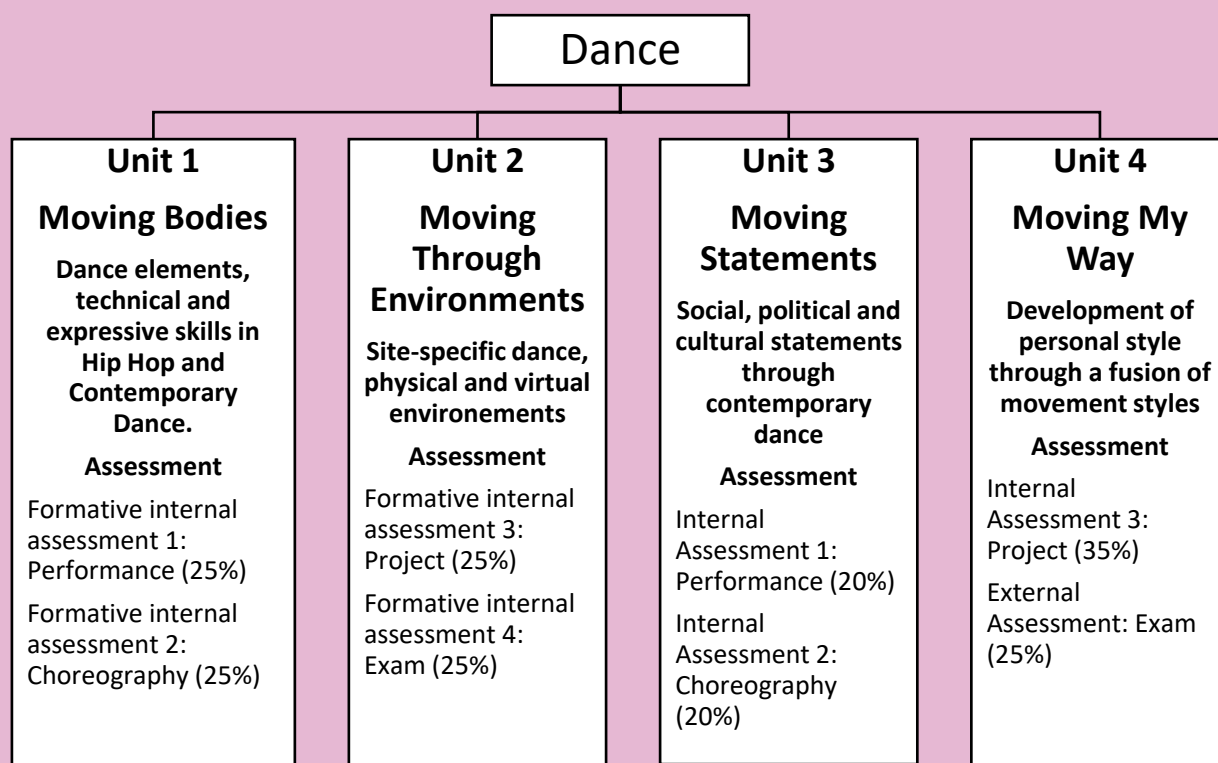 Dance
Unit 1
Moving Bodies
Dance elements,
technical and
expressive skills in
Hip Hop and
Contemporary
Dance.
Assessment
Formative internal
assessment 1:
Performance (25%)
Formative internal
assessment 2:
Choreography (25%)
Unit 2
Moving
Through
Environments
Site-specific dance,
physical and virtual
environements
Assessment
Formative internal
assessment 3:
Project (25%)
Formative internal
assessment 4:
Exam (25%)
Unit 3
Moving
Statements
Social, political and
cultural statements
through
contemporary
dance
Assessment
Internal
Assessment 1:
Performance (20%)
Internal
Assessment 2:
Choreography
(20%)
Unit 4
Moving My
Way
Development of
personal style
through a fusion of
movement styles
Assessment
Internal
Assessment 3:
Project (35%)
External
Assessment: Exam
(25%)